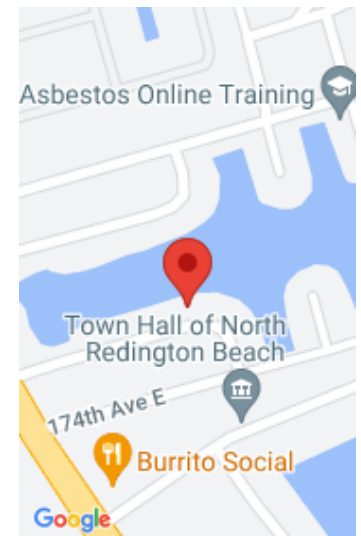 Asbestos Online Training
Town Hall of North
Redington Beach
174th Ave E
Burrito Social
Google